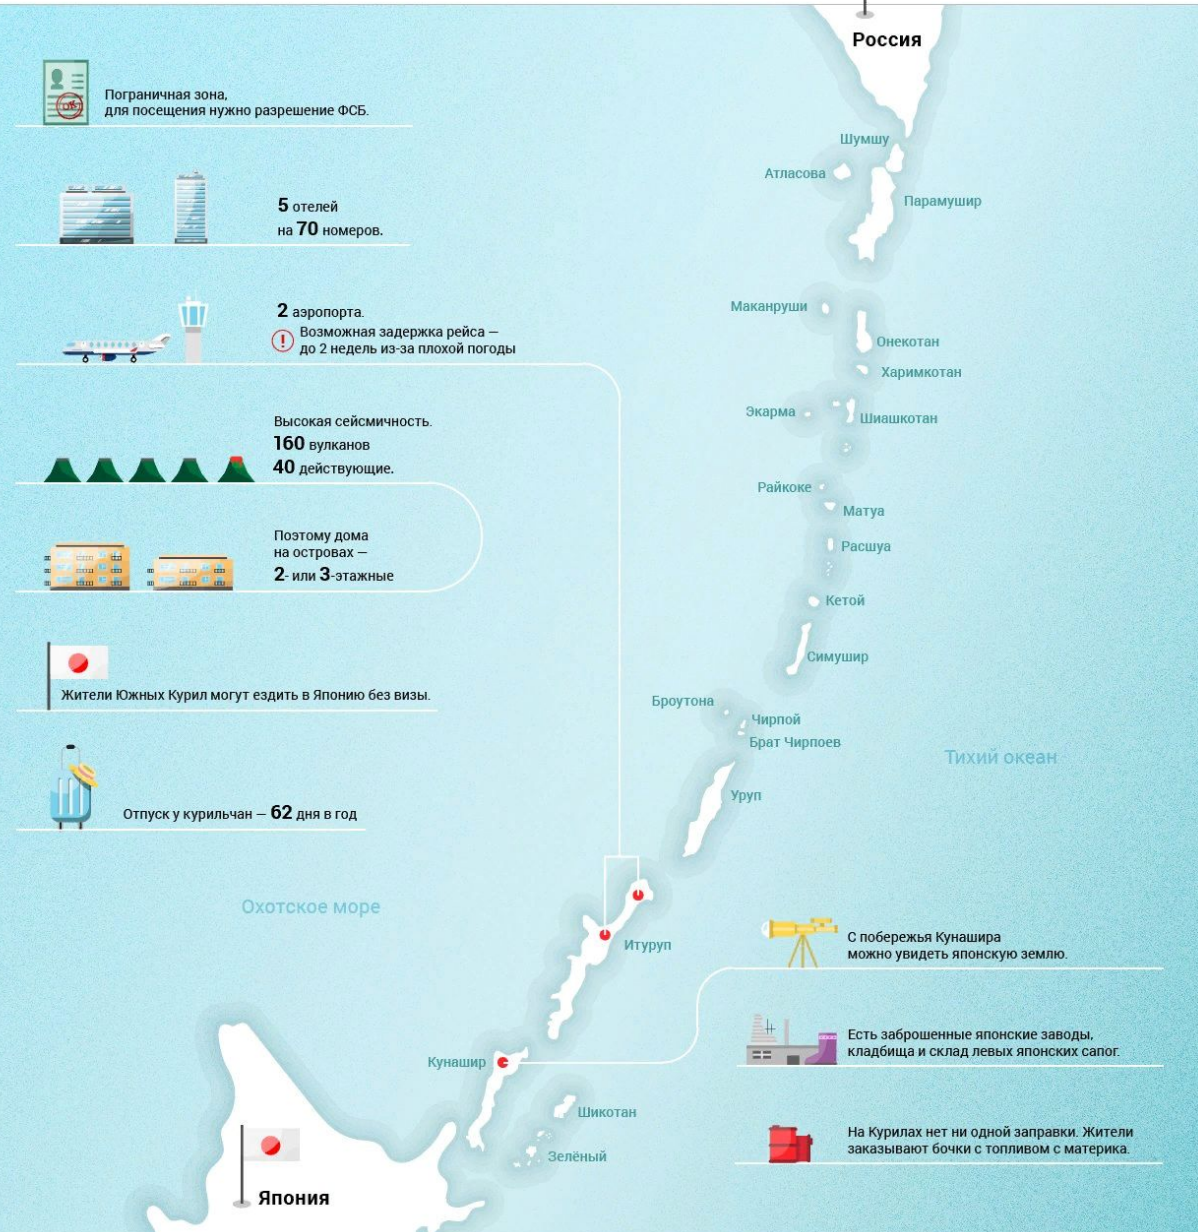 Россия
Пограничная зона,
для посещения нужно разрешение ФСБ.
5 отелей
на 70 номеров.
2 аэропорта.
Возможная задержка рейса –
до 2 недель из-за плохой погоды
Высокая сейсмичность.
160 вулканов
40 действующие.
Поэтому дома
на островах –
2- или 3-этажные
Жители Южных Курил могут ездить в Японию без визы.
Отпуск у курильчан – 62 дня в год
Шумшу
Атласова
Парамушир
Маканруши
Онекотан
Харимкотан
Экарма
Шиашкотан
Райкоке
Матуа
Расшуа
Кетой
Симушир
Броутона
Чирпой
Брат Чирпоев
Тихий океан
Уруп
Охотское море
Итуруп
Кунашир
Шикотан
Зелёный
Япония
С побережья Кунашира
можно увидеть японскую землю.
Есть заброшенные японские заводы,
кладбища и склад левых японских сапог.
На Курилах нет ни одной заправки. Жители
заказывают бочки с топливом с материка.